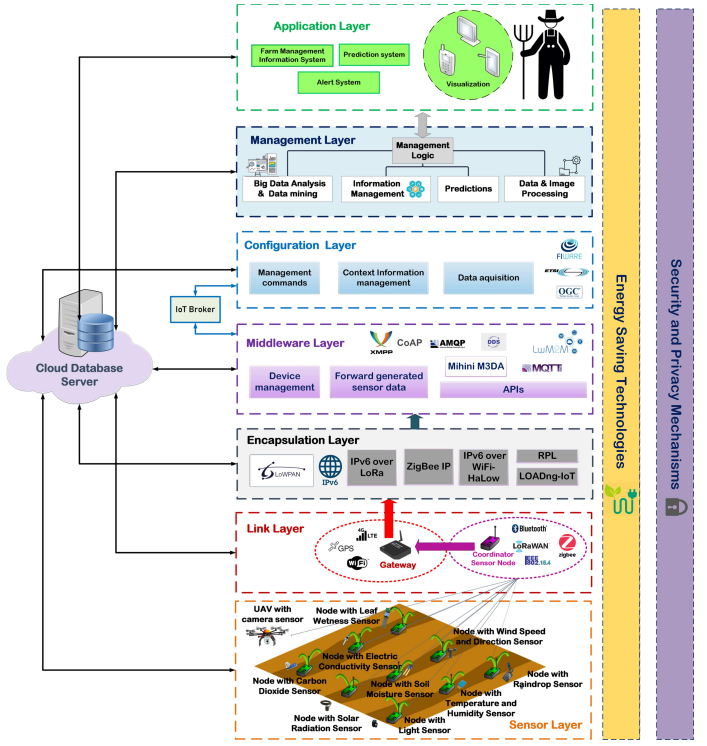 Application Layer
Farm Management
Information System
Prediction system
Alert System
Visualization
Management Layer
Management
Logic
Big Data Analysis
& Data mining
Information
Management
Predictions
Data & Image
Processing
Configuration Layer
FIWARE
Management
commands
Context Information
management
Data aquisition
ETSI
OGC
IoT Broker
Cloud Database
Server
Middleware Layer
XMPP
CoAP
AMQP
DDS
LwM2M
Device
management
Forward generated
sensor data
Mihini M3DA
MQTT
APIs
Encapsulation Layer
6LoWPAN
IPv6
IPv6 over
LoRa
ZigBee IP
IPv6 over
WiFi-
HaLow
RPL
LOADng-IoT
Link Layer
4G LTE
GPS
WiFi
Gateway
Coordinator
Sensor Node
Bluetooth
LoRaWAN
IEEE
802.15.4
zigbee
UAV with
camera sensor
Node with Leaf
Wetness Sensor
Node with Wind Speed
and Direction Sensor
Node with Electric
Conductivity Sensor
Node with Carbon
Dioxide Sensor
Node with Soli
Moisture Sensor
Node with
Raindrop Sensor
Node with
Temperature and
Humidity Sensor
Node with Solar
Radiation Sensor
Node with
Light Sensor
Sensor Layer
Energy Saving Technologies
Security and Privacy Mechanisms